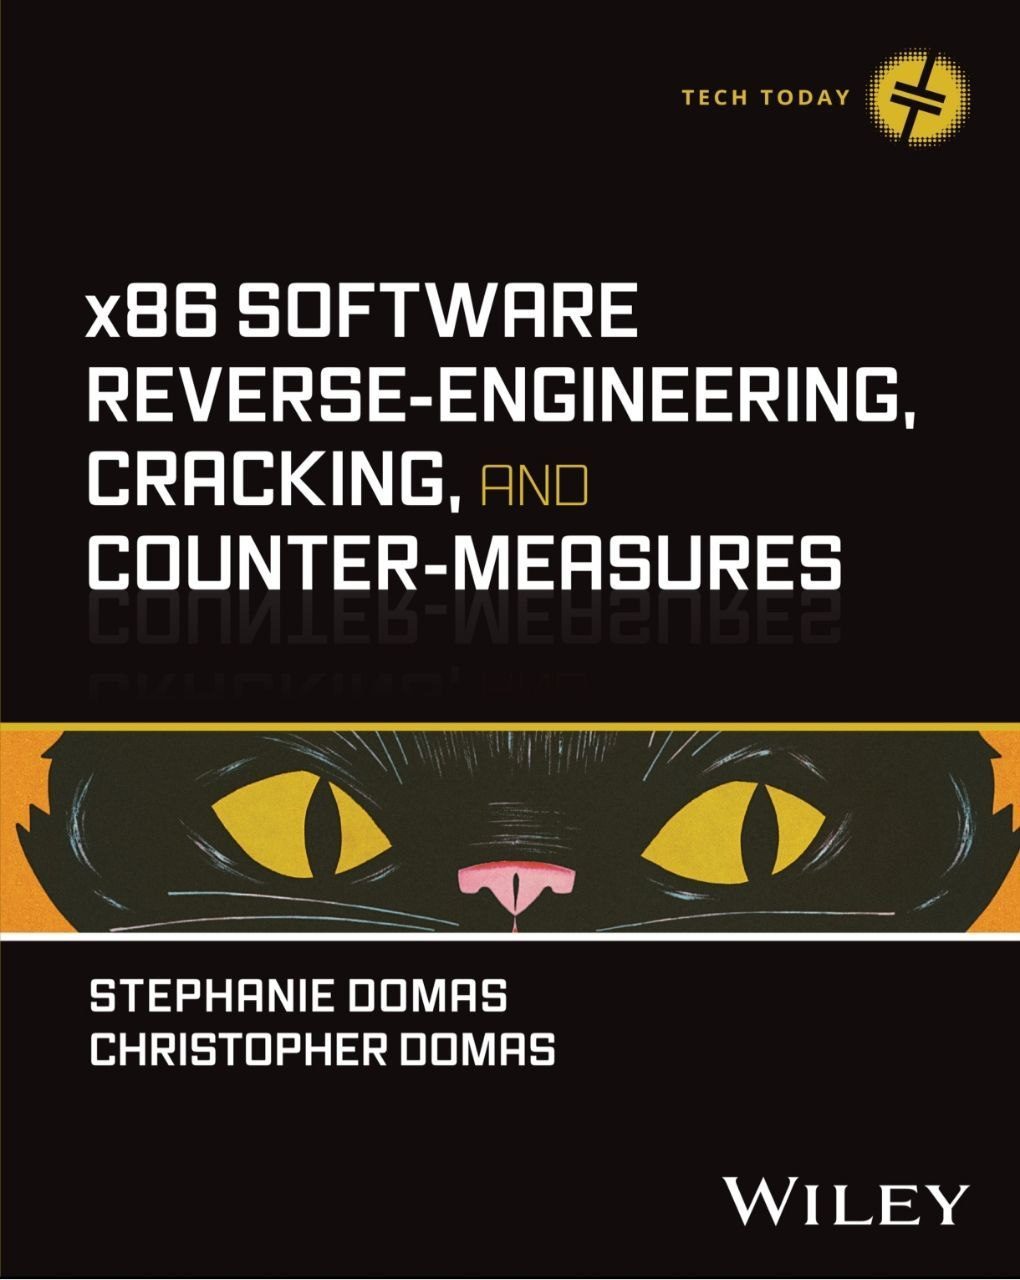 TECH TODAY
x86 SOFTWARE
REVERSE-ENGINEERING,
CRACKING, AND
COUNTER-MEASURES
STEPHANIE DOMAS
CHRISTOPHER DOMAS
WILEY